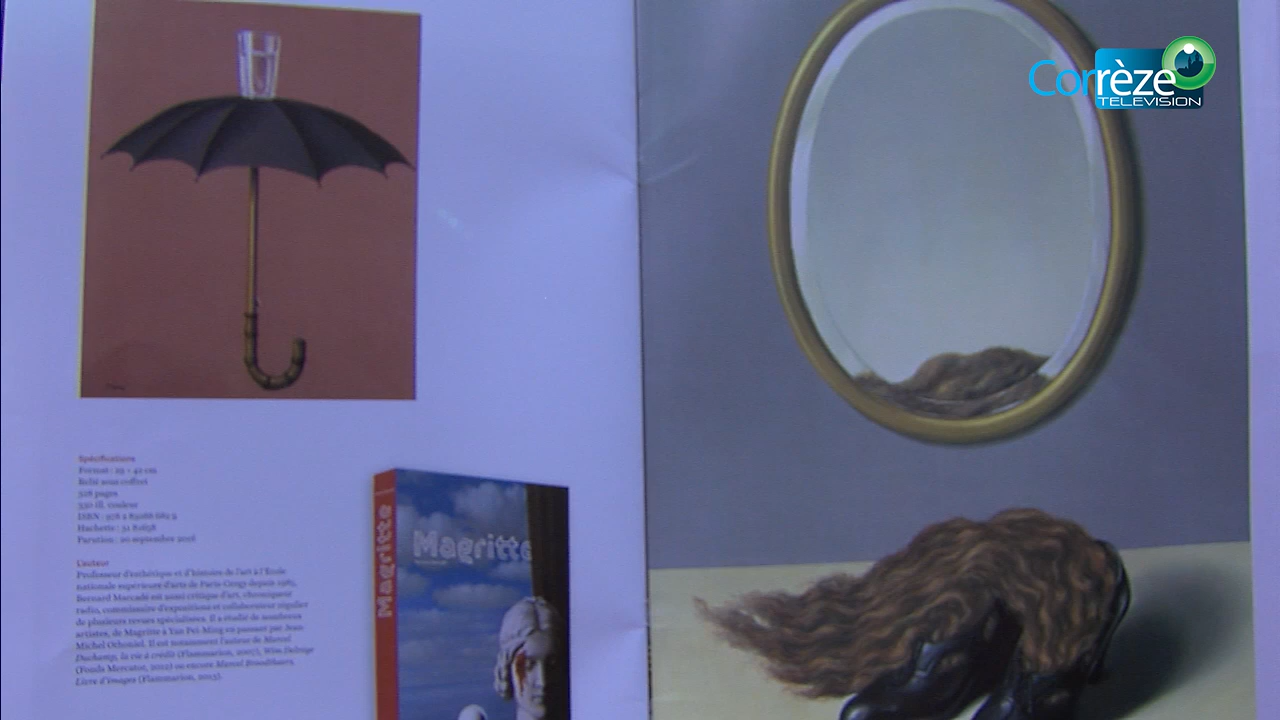 Corrèze
TELEVISION
Spécifications
Format : 29 × 42 cm
Relié sous coffret
328 pages
330 ill. couleur
ISBN : 978 2 85088 682 9
Hachette :
Parution : 20 septembre 2016
L'auteur
Professeur d'esthétique et d'histoire de l'art à l'École
nationale supérieure d'arts de Paris-Cergy depuis 1985,
Bernard Marcadé est aussi critique d'art, chroniqueur
radio, commissaire d'expositions et collaborateur régulier
de plusieurs revues spécialisées. Il a étudié de nombreux
artistes, de Magritte à Yan Pei-Ming en passant par Jean-
Michel Othoniel. Il est notamment l'auteur de Marcel
Duchamp, la vie à crédit (Flammarion, 2007), Wim Delvoye
(Fonds Mercator, 2012) ou encore Marcel Broodthaers,
Livre d'images (Flammarion, 2013).
Magritte
Magritte